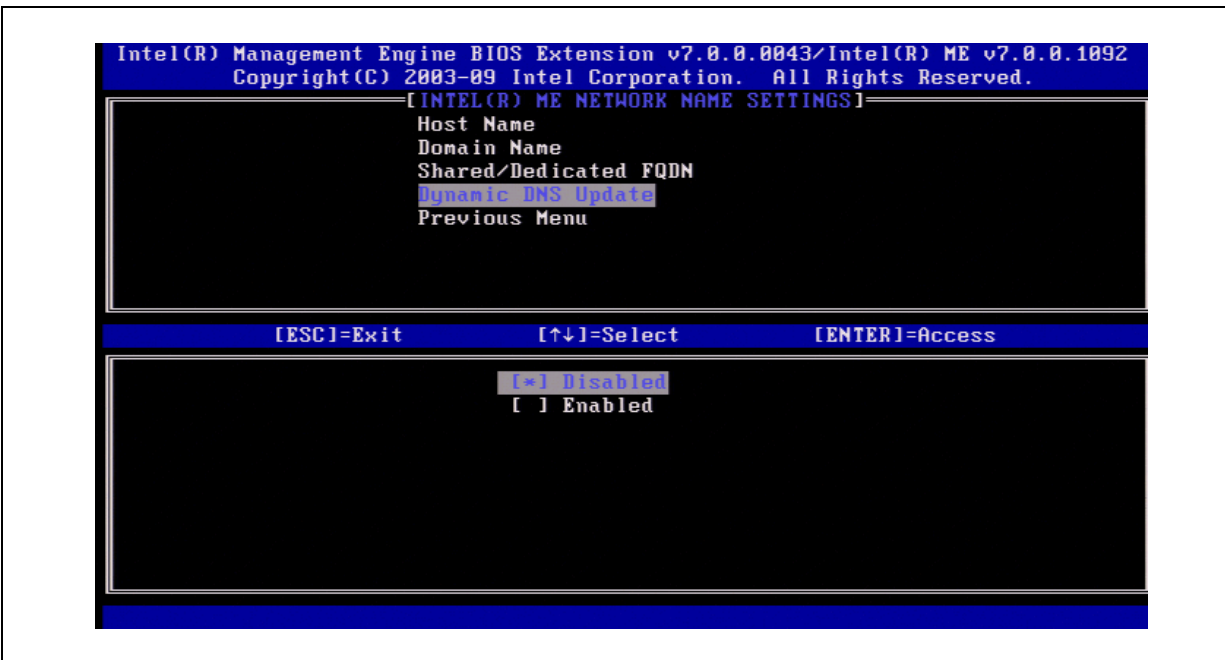 Intel(R) Management Engine BIOS Extension v7.0.0.0043/Intel(R) ME v7.0.0.1092
Copyright(C) 2003-09 Intel Corporation. All Rights Reserved.
[INTEL(R) ME NETWORK NAME SETTINGS]
Host Name
Domain Name
Shared/Dedicated FQDN
Dynamic DNS Update
Previous Menu
[ESC]=Exit [↑↓]=Select [ENTER]=Access
[*] Disabled
[ ] Enabled